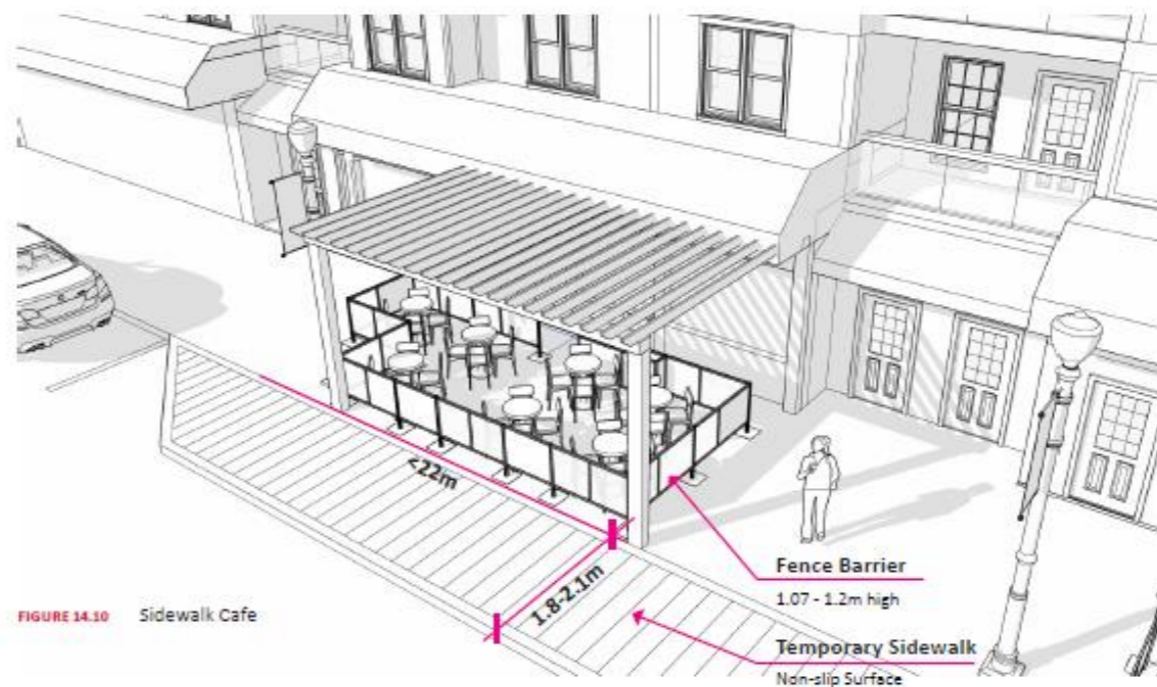 <22m
1.8-2.1m
Fence Barrier
1.07 - 1.2m high
FIGURE 14.10 Sidewalk Cafe
Temporary Sidewalk
Non-slip Surface